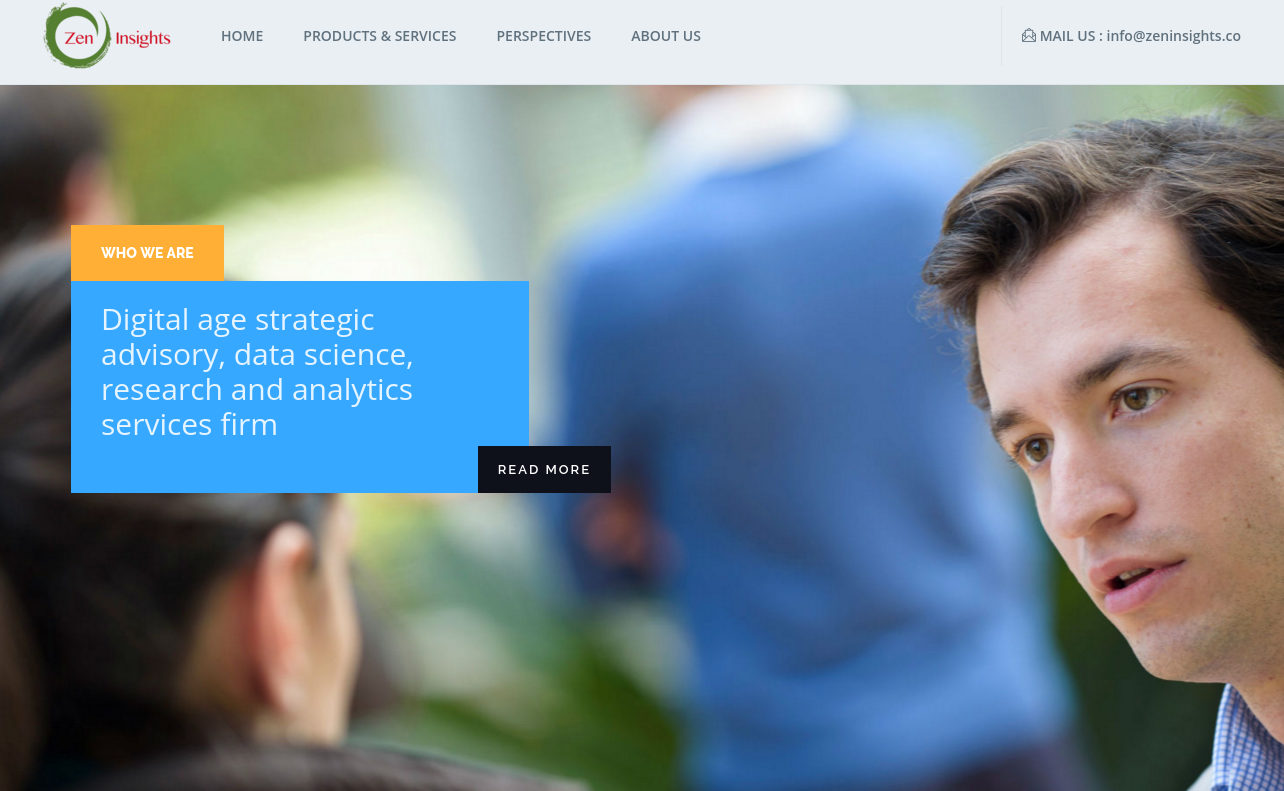 Zen Insights
HOME
PRODUCTS & SERVICES
PERSPECTIVES
ABOUT US
MAIL US : info@zeninsights.co
WHO WE ARE
Digital age strategic
advisory, data science,
research and analytics
services firm
READ MORE